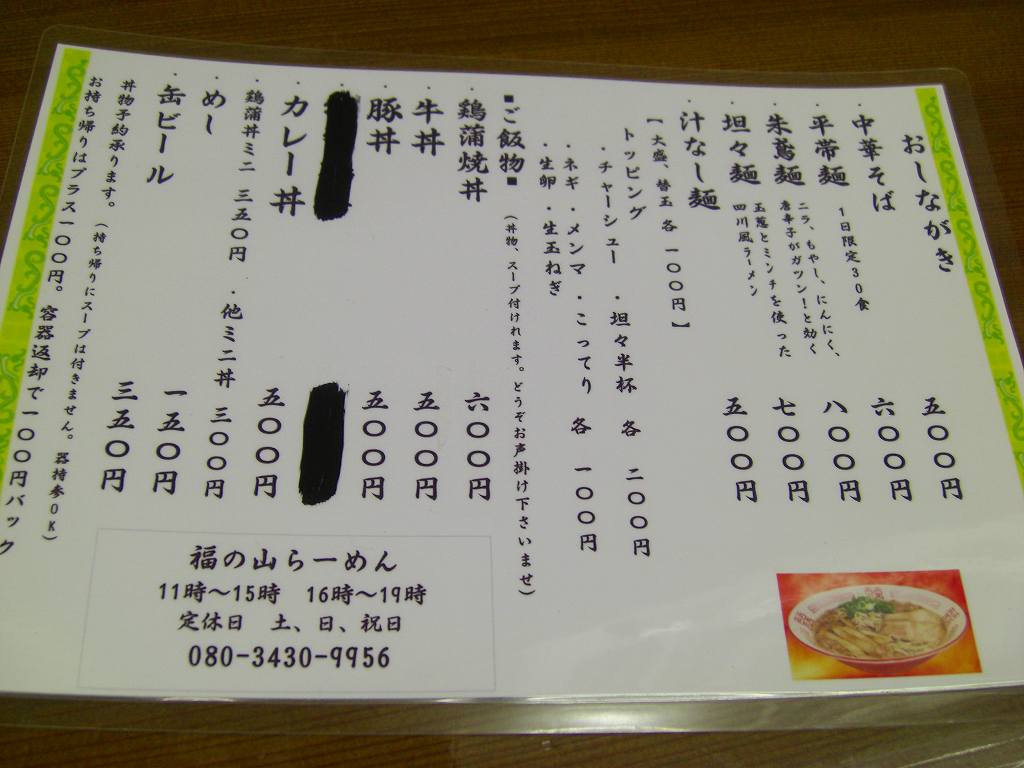 おしながき
・中華そば 五〇〇円
・平帯麺 1日限定30食 六〇〇円
・朱鳶麺 ニラ、もやし、にんにく、
唐辛子がガツン!と効く 八〇〇円
・坦々麺 玉葱とミンチを使った
四川風ラーメン 七〇〇円
・汁なし麺 五〇〇円
【大盛、替玉 各 一〇〇円】
トッピング
・チャーシュー ・坦々半杯 各 二〇〇円
・ネギ・メンマ・こってり 各 一〇〇円
・生卵・生玉ねぎ
■ご飯物■ (丼物、スープ付けれます。どうぞお声掛け下さいませ)
・鶏蒲焼丼 六〇〇円
・牛丼 五〇〇円
・豚丼 五〇〇円
・カレー丼 五〇〇円
・鶏蒲丼ミニ 三五〇円 ・他ミニ丼 三〇〇円
・めし 一五〇円
・缶ビール 三五〇円
丼物予約承ります。(持ち帰りにスープは付きません。器持参OK)
お持ち帰りはプラス一〇〇円。容器返却で一〇〇円バック
福の山らーめん
11時~15時 16時~19時
定休日 土、日、祝日
080-3430-9956